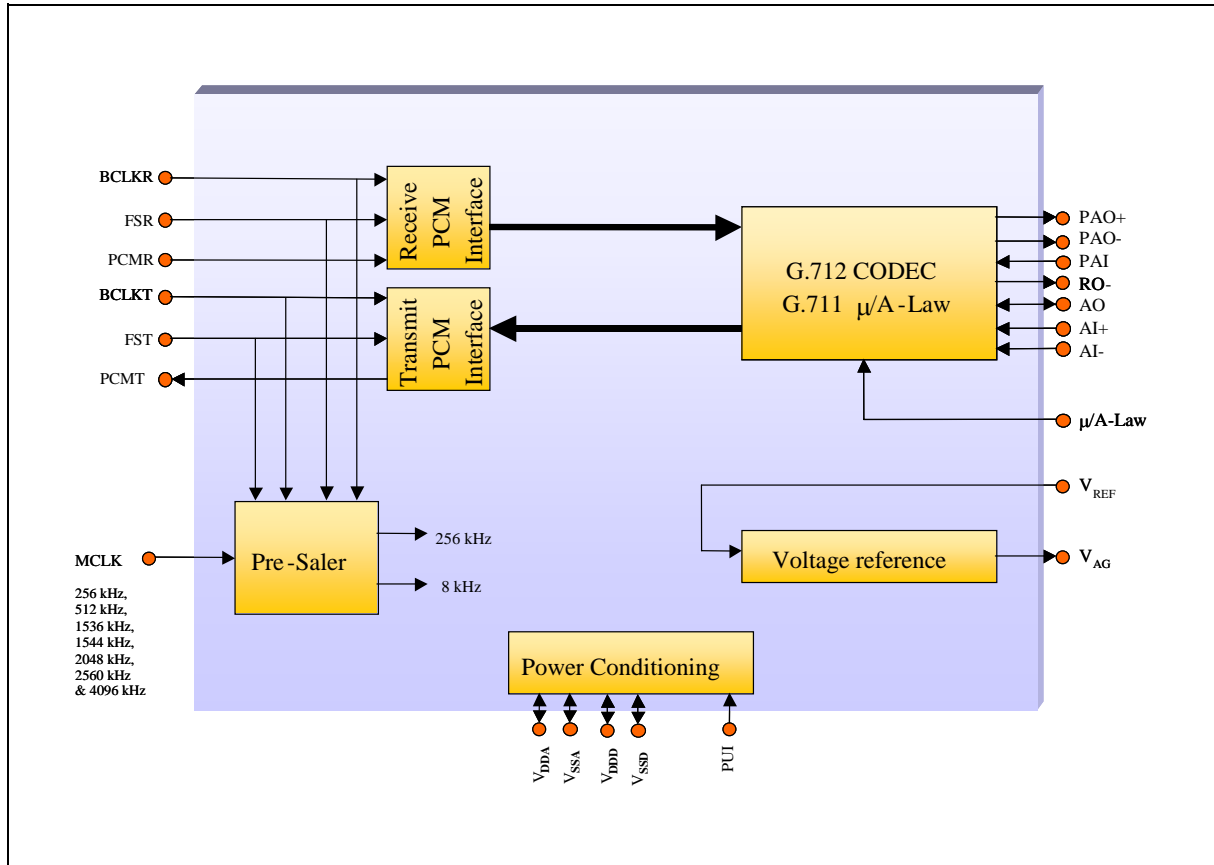 BCLKR
FSR
PCMR
BCLKT
FST
PCMT
Receive
PCM
Interface
Transmit
PCM
Interface
G.712 CODEC
G.711 μ/A-Law
PAO+
PAO-
PAI
RO-
AO
AI+
AI-
μ/A-Law
VREF
Voltage reference
VAG
MCLK
256 kHz,
512 kHz,
1536 kHz,
1544 kHz,
2048 kHz,
2560 kHz
& 4096 kHz
Pre-Saler
256 kHz
8 kHz
Power Conditioning
VDDA
VSSA
VDDD
VSSD
PUI